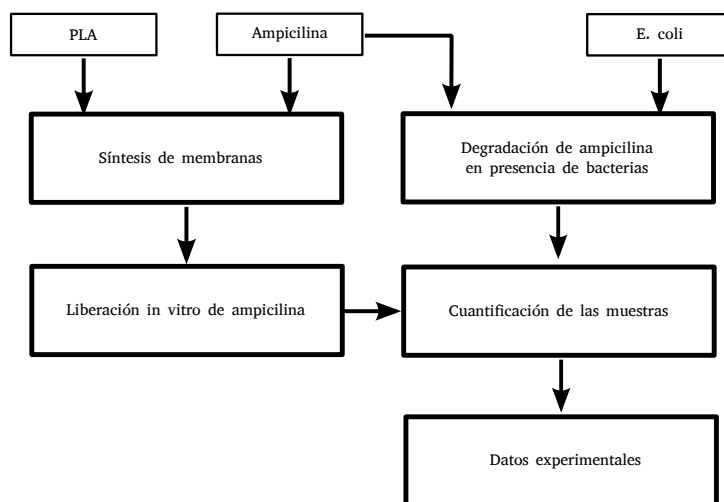 PLA
Ampicilina
E. coli
Síntesis de membranas
Degradación de ampicilina
en presencia de bacterias
Liberación in vitro de ampicilina
Cuantificación de las muestras
Datos experimentales